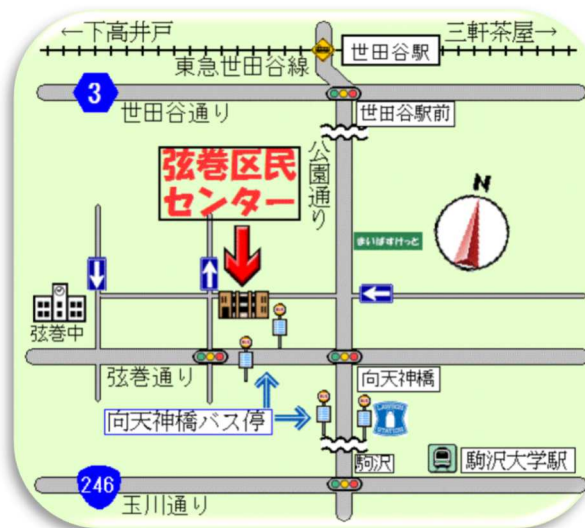 ←下高井戸
三軒茶屋→
世田谷駅
東急世田谷線
3
世田谷通り
世田谷駅前
弦巻区民
センター
公園通り
N
まいばすけっと
弦巻中
弦巻通り
向天神橋
向天神橋バス停
LAWSON
STATION
駒沢
駒沢大学駅
246
玉川通り